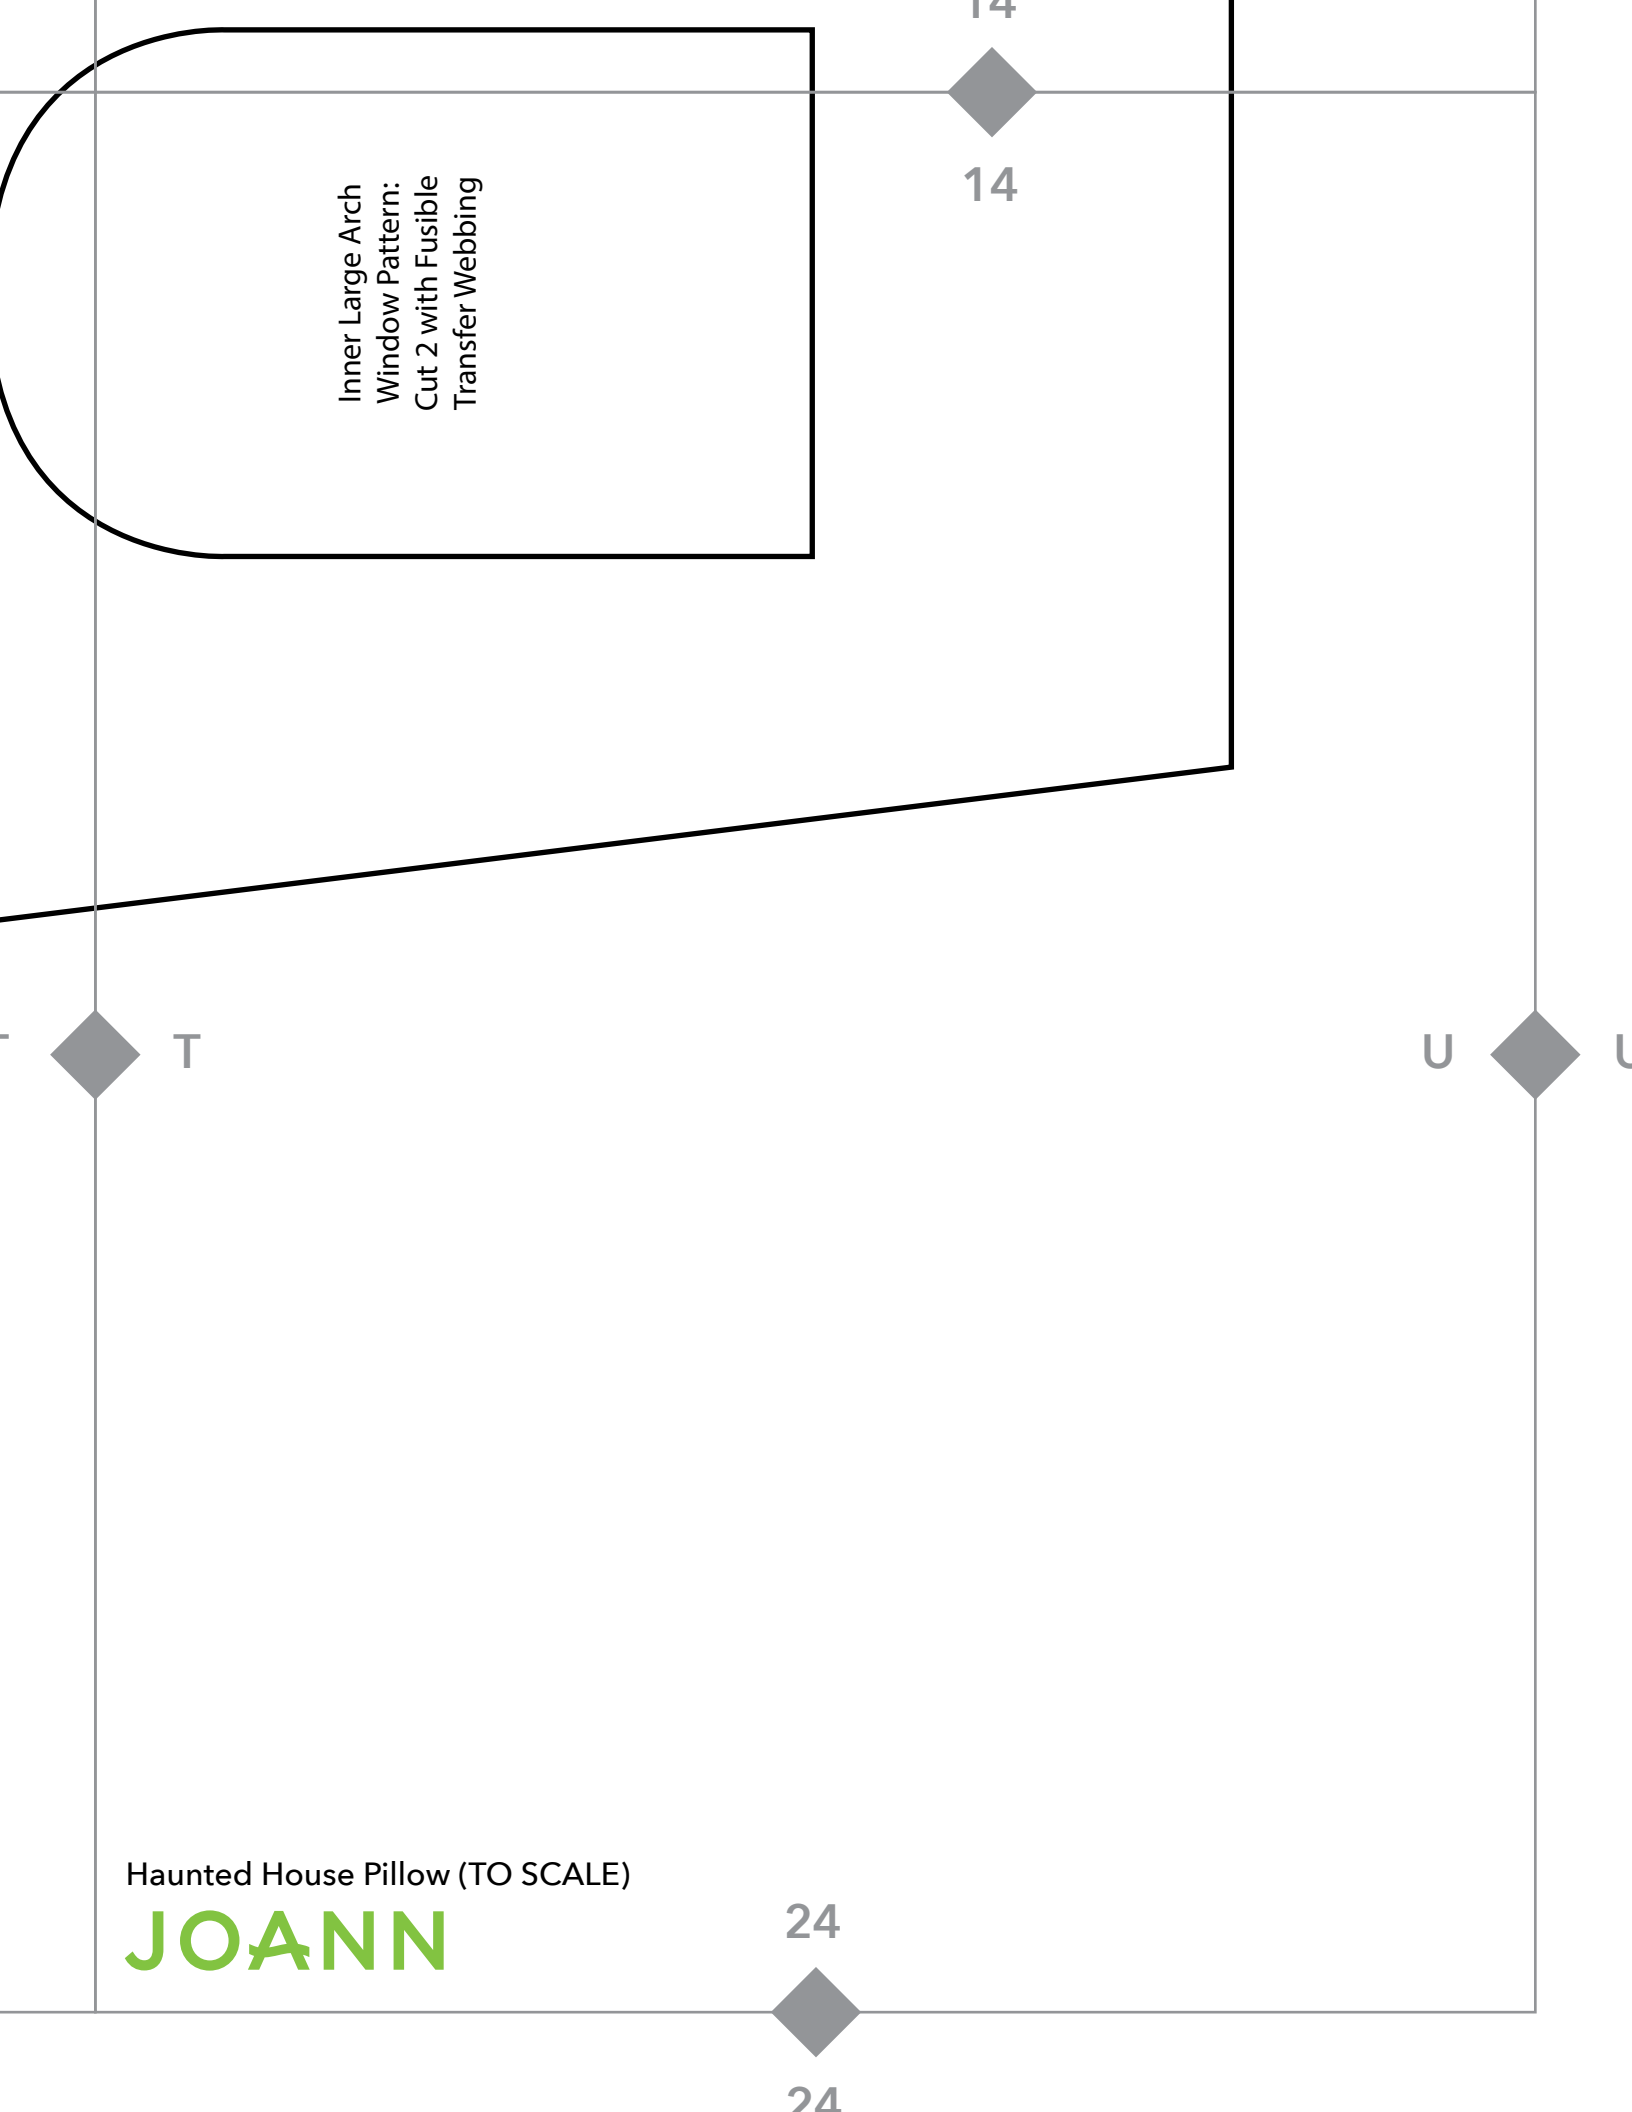 14
14
Inner Large Arch
Window Pattern:
Cut 2 with Fusible
Transfer Webbing
T
T
U
U
Haunted House Pillow (TO SCALE)
JOANN
24
24